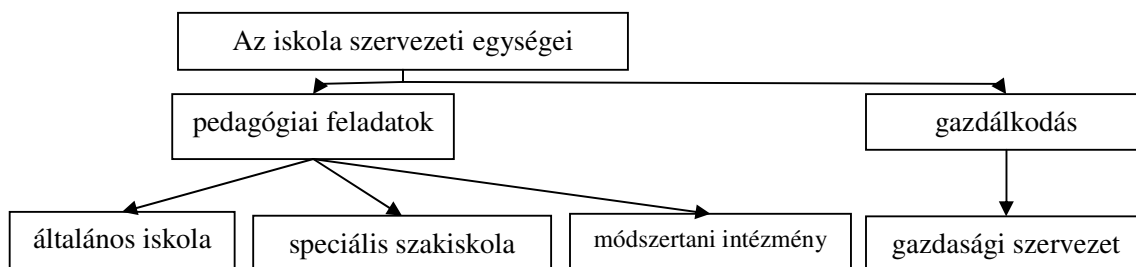 Az iskola szervezeti egységei
pedagógiai feladatok
gazdálkodás
általános iskola
speciális szakiskola
módszertani intézmény
gazdasági szervezet